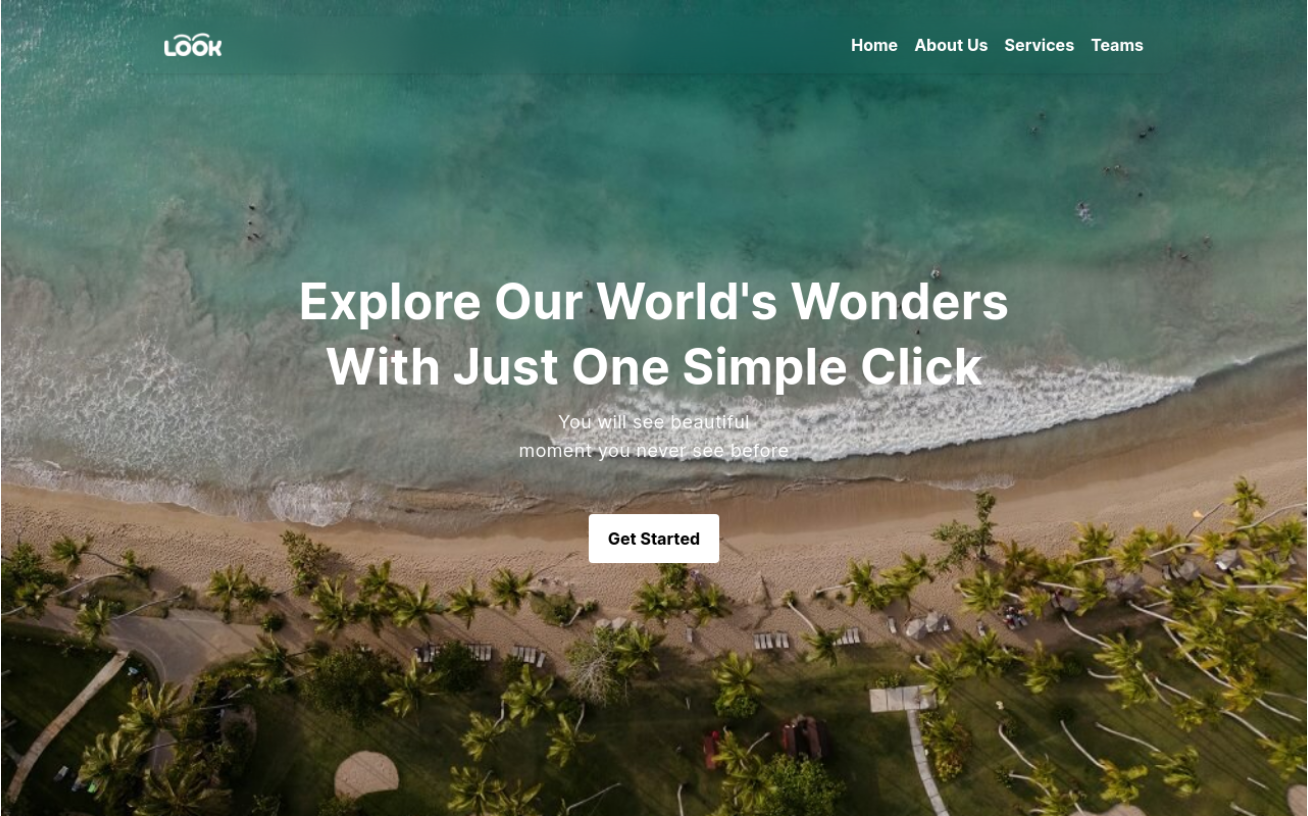 LOOK
Home About Us Services Teams
Explore Our World's Wonders
With Just One Simple Click
You will see beautiful
moment you never see before
Get Started